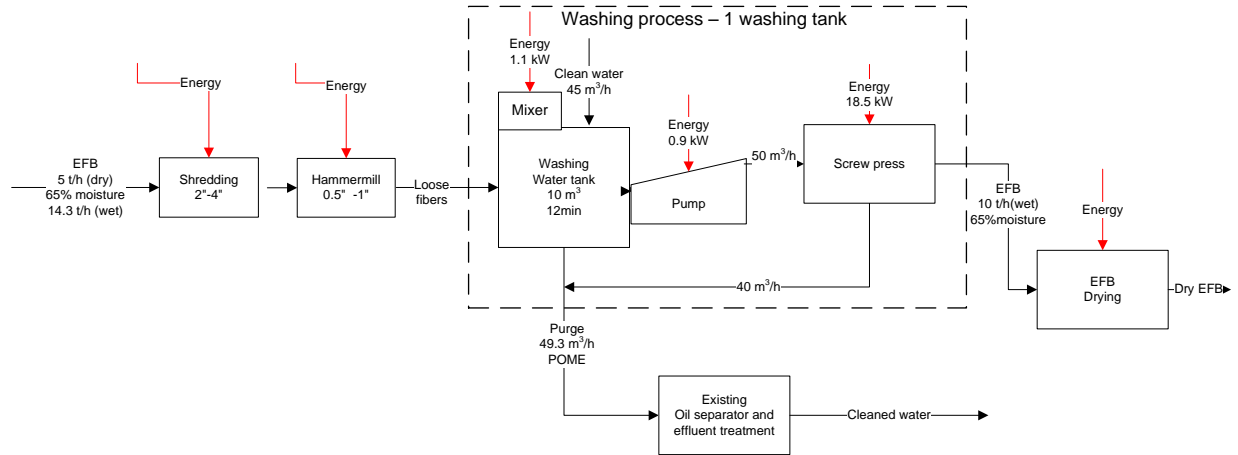 Washing process – 1 washing tank
Energy
1.1 kW
Clean water
45 m³/h
Energy
18.5 kW
Energy
Energy
Mixer
Energy
0.9 kW
EFB
5 t/h (dry)
65% moisture
14.3 t/h (wet)
Shredding
2"-4"
Hammermill
0.5" -1"
Loose
fibers
Washing
Water tank
10 m³
12min
Pump
50 m³/h
Screw press
EFB
10 t/h(wet)
65%moisture
Energy
40 m³/h
EFB
Drying
Dry EFB
Purge
49.3 m³/h
POME
Existing
Oil separator and
effluent treatment
Cleaned water